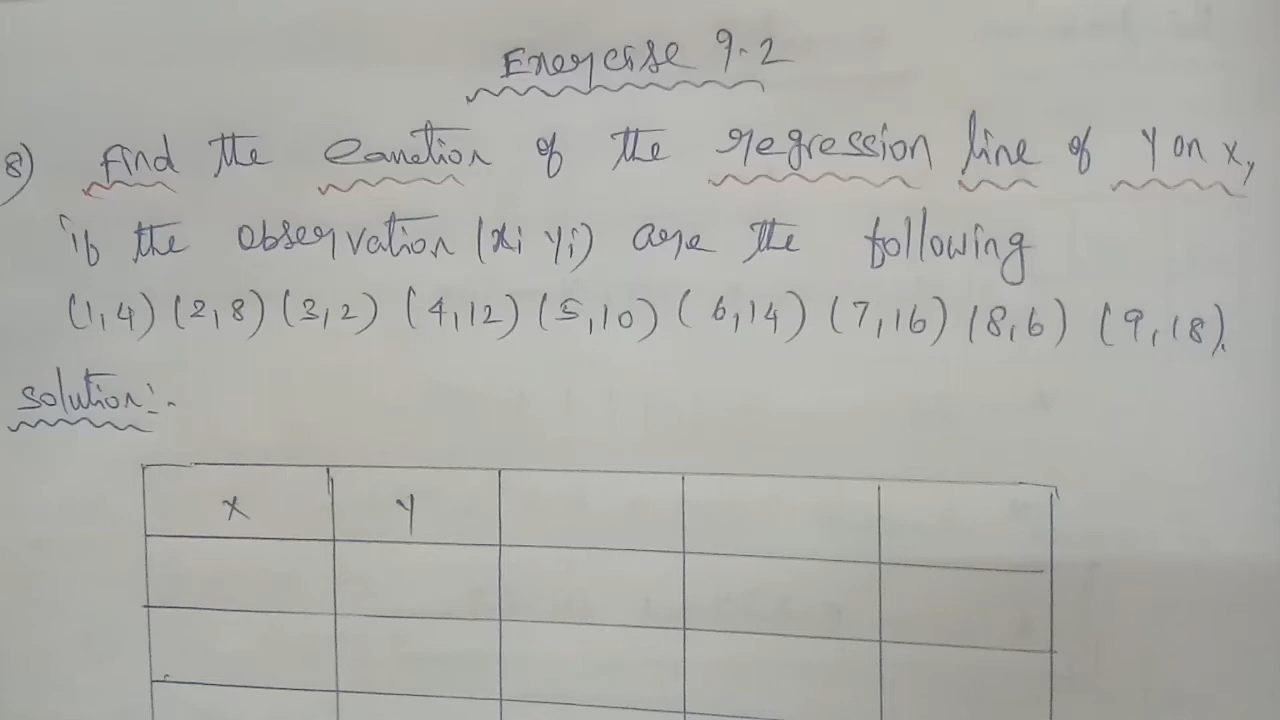 Exercise 9.2
8) Find the Eauation of the regression line of Y on X,
if the observation (xi yi) are the following
(1,4) (2,8) (3,2) (4,12) (5,10) (6,14) (7,16) (8,6) (9,18).
Solution:-
X Y